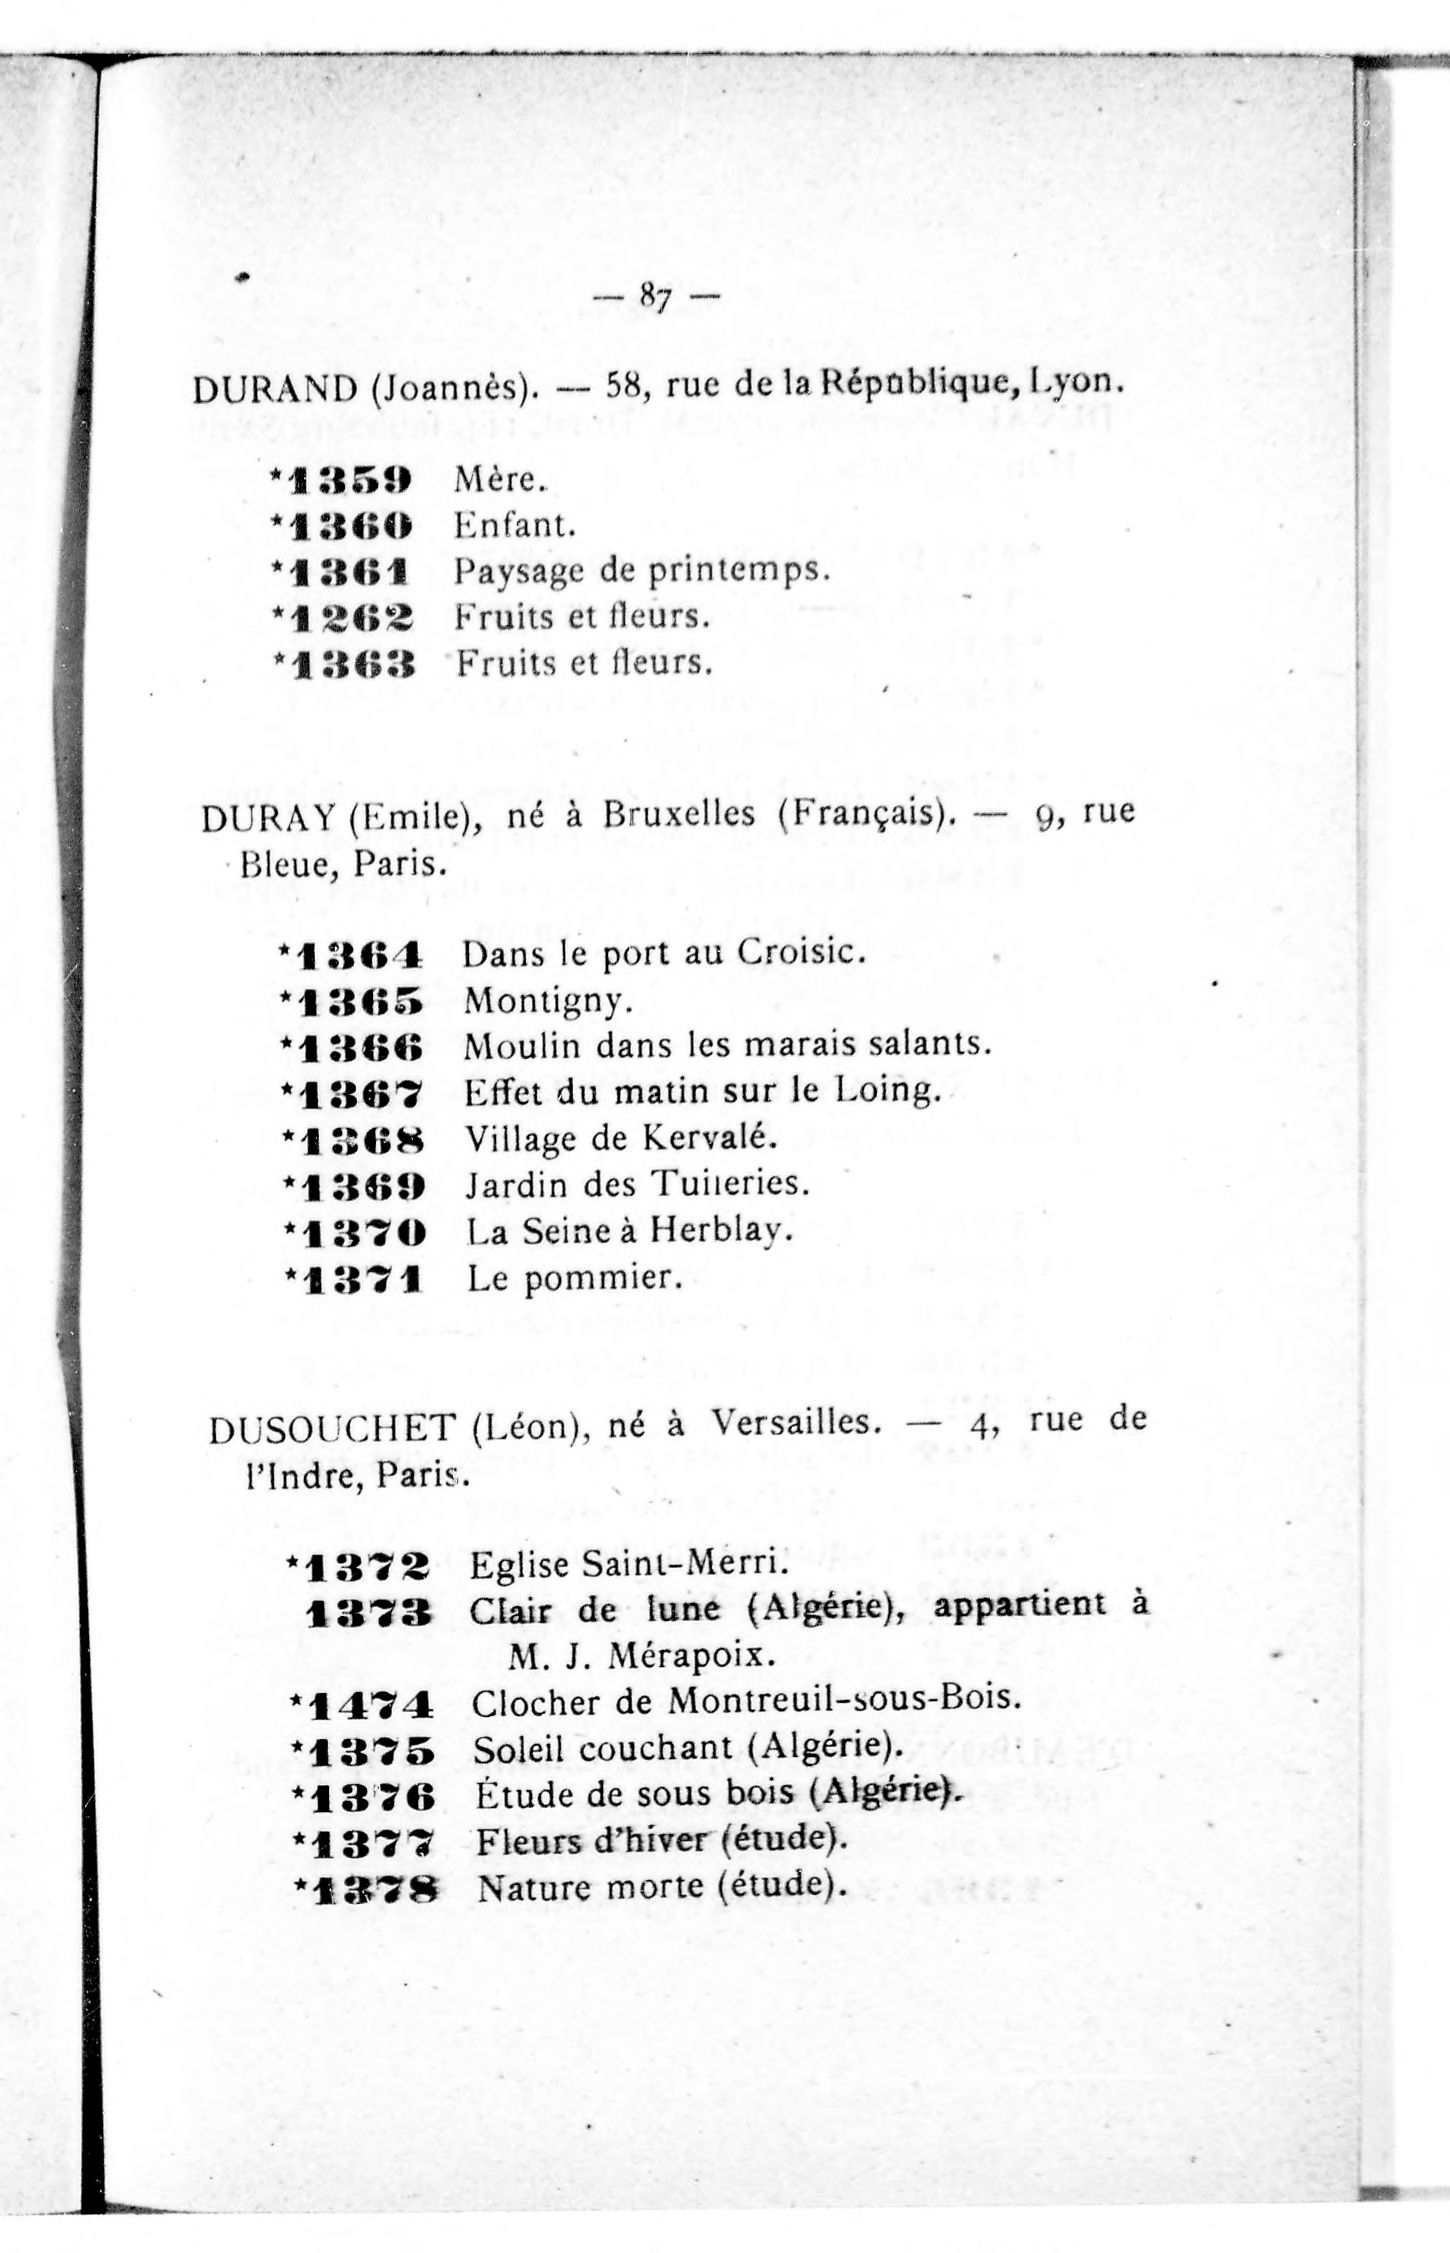 — 87 —
DURAND (Joannès). — 58, rue de la République, Lyon.
*1359 Mère.
*1360 Enfant.
*1361 Paysage de printemps.
*1262 Fruits et fleurs.
*1363 Fruits et fleurs.
DURAY (Emile), né à Bruxelles (Français). — 9, rue
Bleue, Paris.
*1364 Dans le port au Croisic.
*1365 Montigny.
*1366 Moulin dans les marais salants.
*1367 Effet du matin sur le Loing.
*1368 Village de Kervalé.
*1369 Jardin des Tuileries.
*1370 La Seine à Herblay.
*1371 Le pommier.
DUSOUCHET (Léon), né à Versailles. — 4, rue de
l'Indre, Paris.
*1372 Eglise Saint-Merri.
1373 Clair de lune (Algérie), appartient à
M. J. Mérapoix.
*1474 Clocher de Montreuil-sous-Bois.
*1375 Soleil couchant (Algérie).
*1376 Étude de sous bois (Algérie).
*1377 Fleurs d'hiver (étude).
*1378 Nature morte (étude).